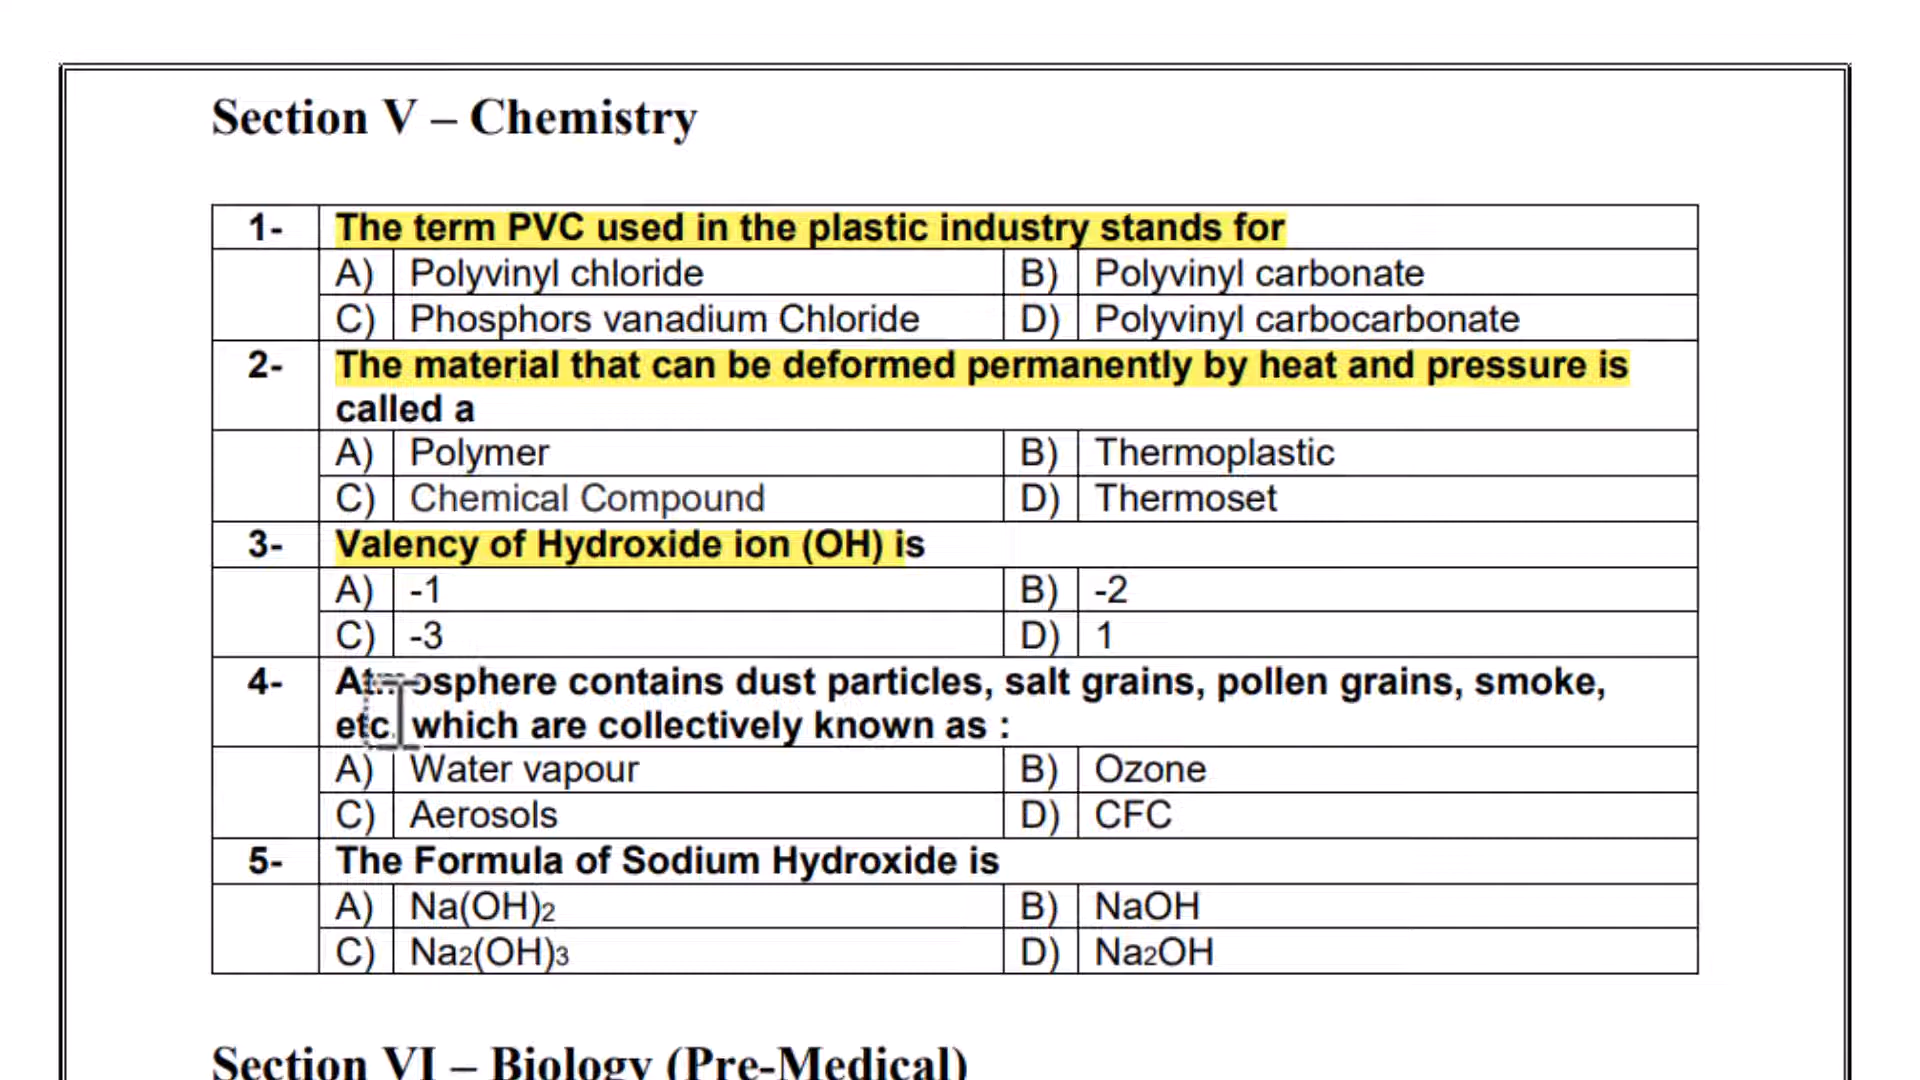 Section V – Chemistry
1- The term PVC used in the plastic industry stands for
A) Polyvinyl chloride B) Polyvinyl carbonate
C) Phosphors vanadium Chloride D) Polyvinyl carbocarbonate
2- The material that can be deformed permanently by heat and pressure is
called a
A) Polymer B) Thermoplastic
C) Chemical Compound D) Thermoset
3- Valency of Hydroxide ion (OH) is
A) -1 B) -2
C) -3 D) 1
4- Atmosphere contains dust particles, salt grains, pollen grains, smoke,
etc. which are collectively known as :
A) Water vapour B) Ozone
C) Aerosols D) CFC
5- The Formula of Sodium Hydroxide is
A) Na(OH)2 B) NaOH
C) Na2(OH)3 D) Na2OH
Section VI – Biology (Pre-Medical)